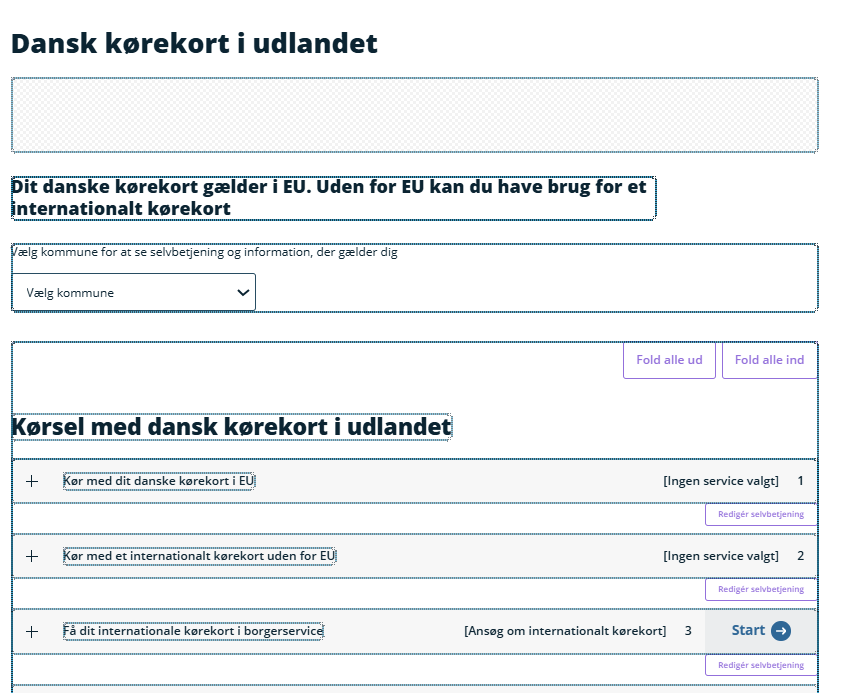 Dansk kørekort i udlandet
Dit danske kørekort gælder i EU. Uden for EU kan du have brug for et
internationalt kørekort
Vælg kommune for at se selvbetjening og information, der gælder dig
Vælg kommune
Fold alle ud Fold alle ind
Kørsel med dansk kørekort i udlandet
Kør med dit danske kørekort i EU [Ingen service valgt] 1
Redigér selvbetjening
Kør med et internationalt kørekort uden for EU [Ingen service valgt] 2
Redigér selvbetjening
Få dit internationale kørekort i borgerservice [Ansøg om internationalt kørekort] 3 Start
Redigér selvbetjening